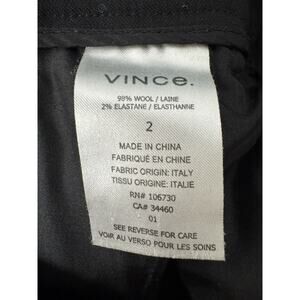 VINCE.
98% WOOL / LAINE
2% ELASTANE / ELASTHANNE
2
MADE IN CHINA
FABRIQUÉ EN CHINE
FABRIC ORIGIN: ITALY
TISSU ORIGINE: ITALIE
RN# 106730
CA# 34460
01
SEE REVERSE FOR CARE
VOIR AU VERSO POUR LES SOINS